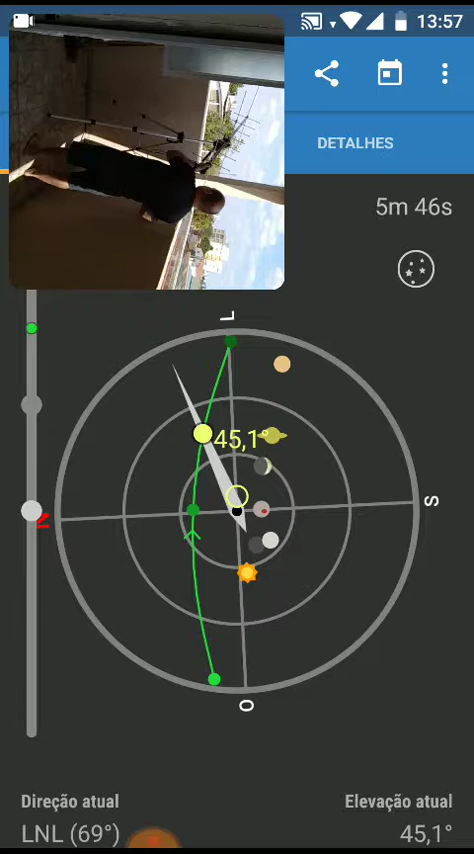 13:57
DETALHES
5m 46s
L
45,1°
S
N
O
Direção atual
Elevação atual
LNL (69°)
45,1°